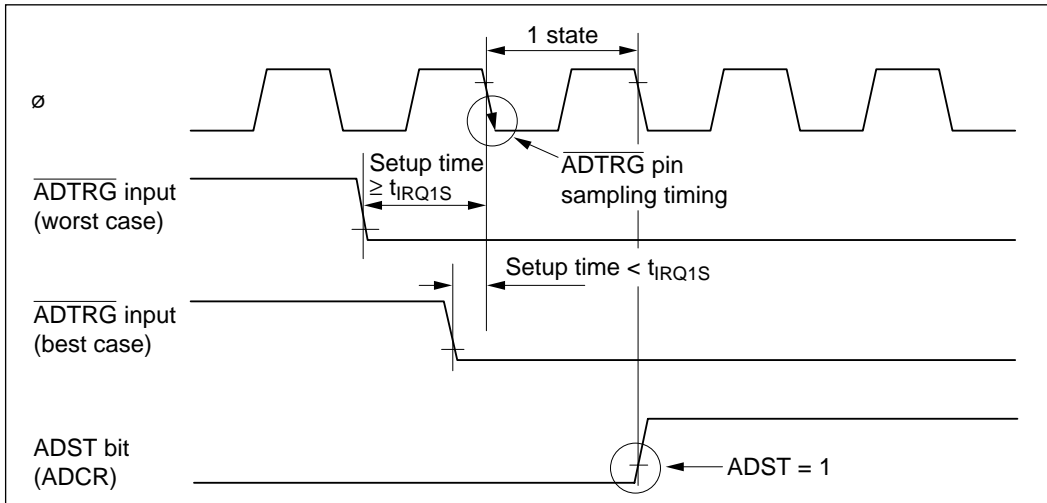 1 state
ø
ADTRG pin
sampling timing
Setup time
≥ tIRQ1S
ADTRG input
(worst case)
Setup time < tIRQ1S
ADTRG input
(best case)
ADST bit
(ADCR)
ADST = 1